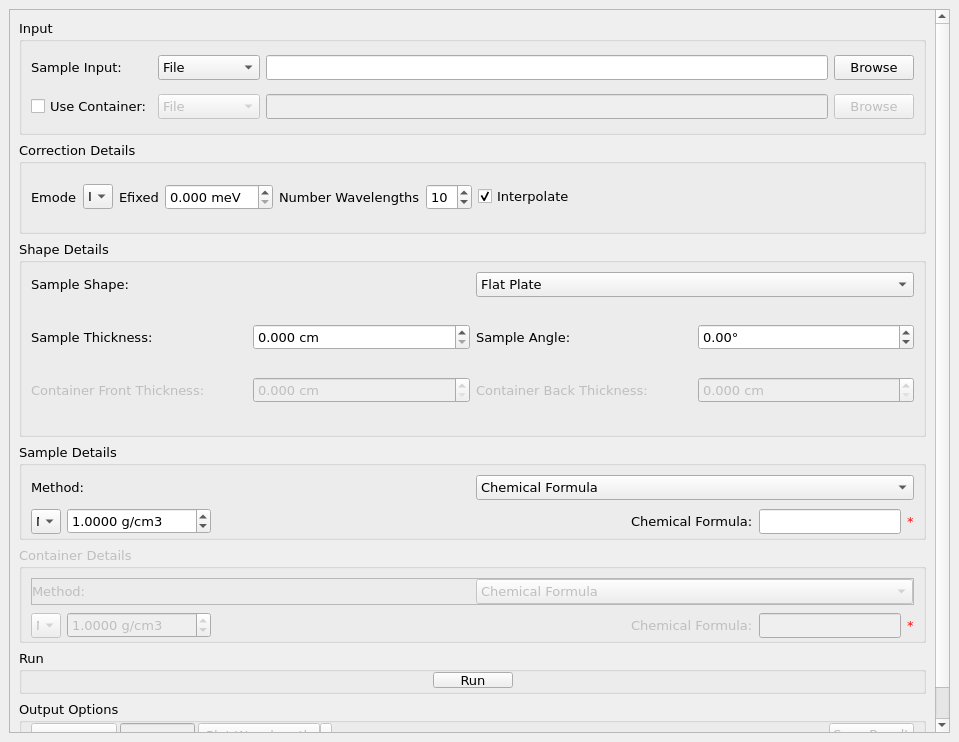 Input
Sample Input: File Browse
Use Container: File Browse
Correction Details
Emode Efixed 0.000 meV Number Wavelengths 10 Interpolate
Shape Details
Sample Shape: Flat Plate
Sample Thickness: 0.000 cm Sample Angle: 0.00°
Container Front Thickness: 0.000 cm Container Back Thickness: 0.000 cm
Sample Details
Method: Chemical Formula
1.0000 g/cm3 Chemical Formula: *
Container Details
Method: Chemical Formula
1.0000 g/cm3 Chemical Formula: *
Run
Run
Output Options